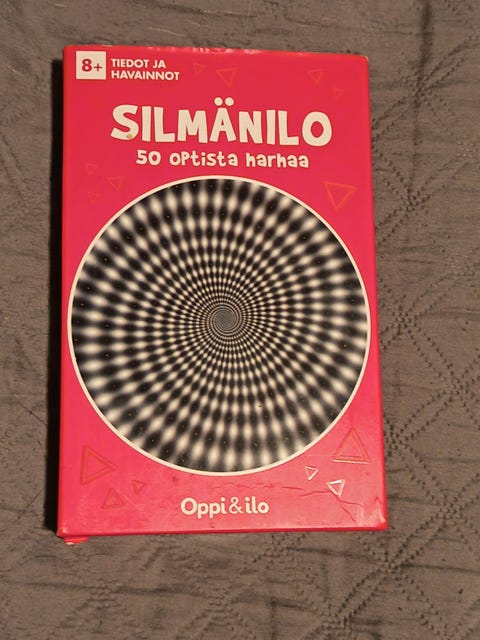 8+
TIEDOT JA
HAVAINNOT
SILMÄNILO
50 optista harhaa
Oppi&ilo